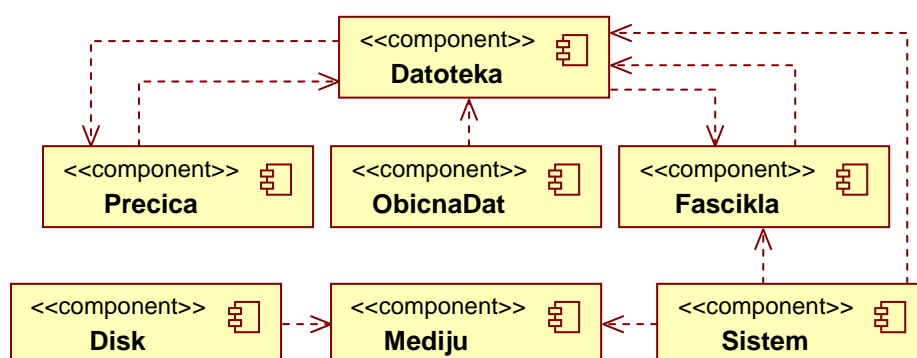 <<component>>
Datoteka
<<component>>
Precica
<<component>>
ObicnaDat
<<component>>
Fascikla
<<component>>
Disk
<<component>>
Mediju
<<component>>
Sistem